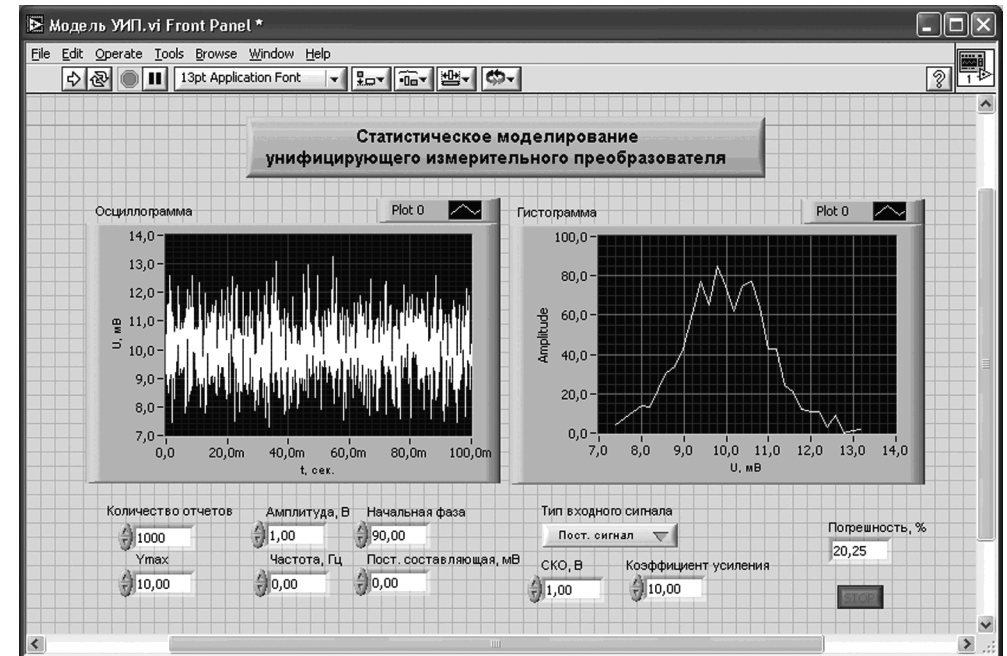 Модель УИП.vi Front Panel *
File Edit Operate Tools Browse Window Help
13pt Application Font
?
1
Статистическое моделирование
унифицирующего измерительного преобразователя
Осциллограмма
Plot 0
14,0
13,0
12,0
11,0
10,0
9,0
8,0
7,0
U, мВ
0,0 20,0m 40,0m 60,0m 80,0m 100,0m
t, сек.
Гистограмма
Plot 0
100,0
80,0
60,0
40,0
20,0
0,0
Amplitude
7,0 8,0 9,0 10,0 11,0 12,0 13,0 14,0
U, мВ
Количество отчетов
1000
Амплитуда, В
1,00
Начальная фаза
90,00
Ymax
10,00
Частота, Гц
0,00
Пост. составляющая, мВ
0,00
Тип входного сигнала
Пост. сигнал
СКО, В
1,00
Коэффициент усиления
10,00
Погрешность, %
20,25
STOP